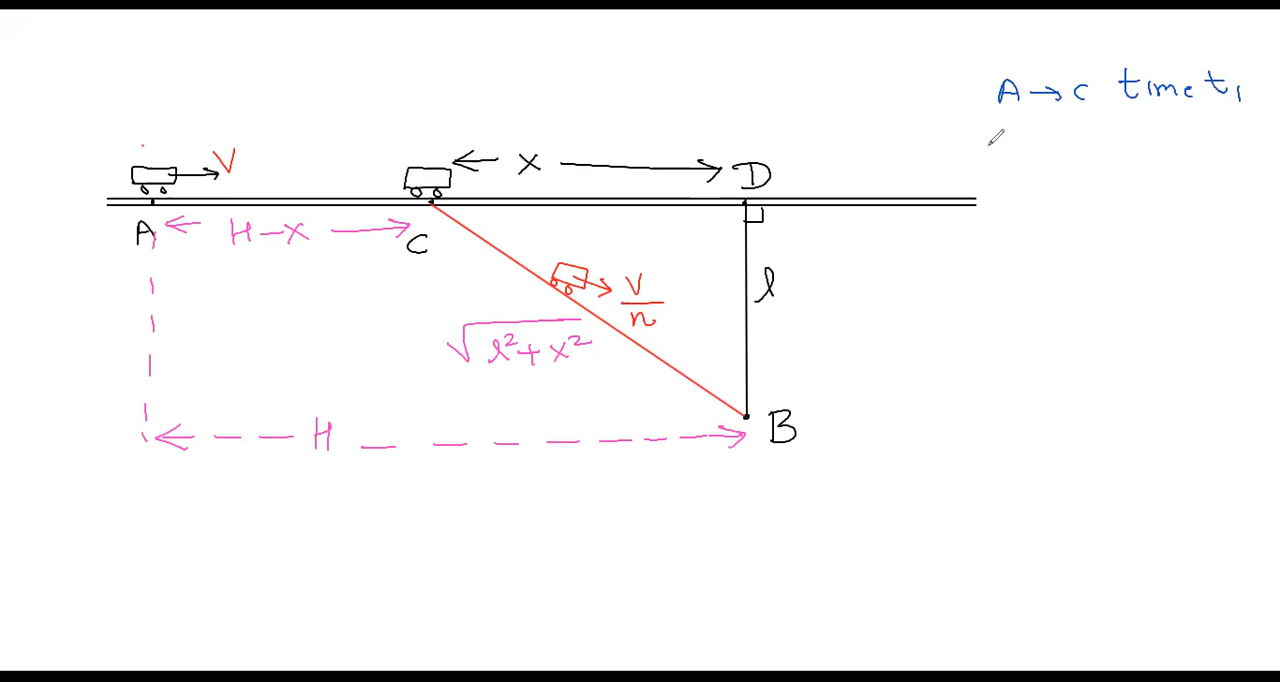 A → C time t₁
V
← x →
D
A
← H-x →
C
l
V/n
√l²+x²
← H →
B